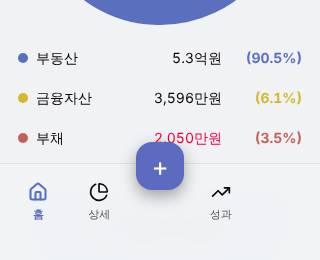 부동산 5.3억원 (90.5%)
금융자산 3,596만원 (6.1%)
부채 2,050만원 (3.5%)
+
홈 상세 성과